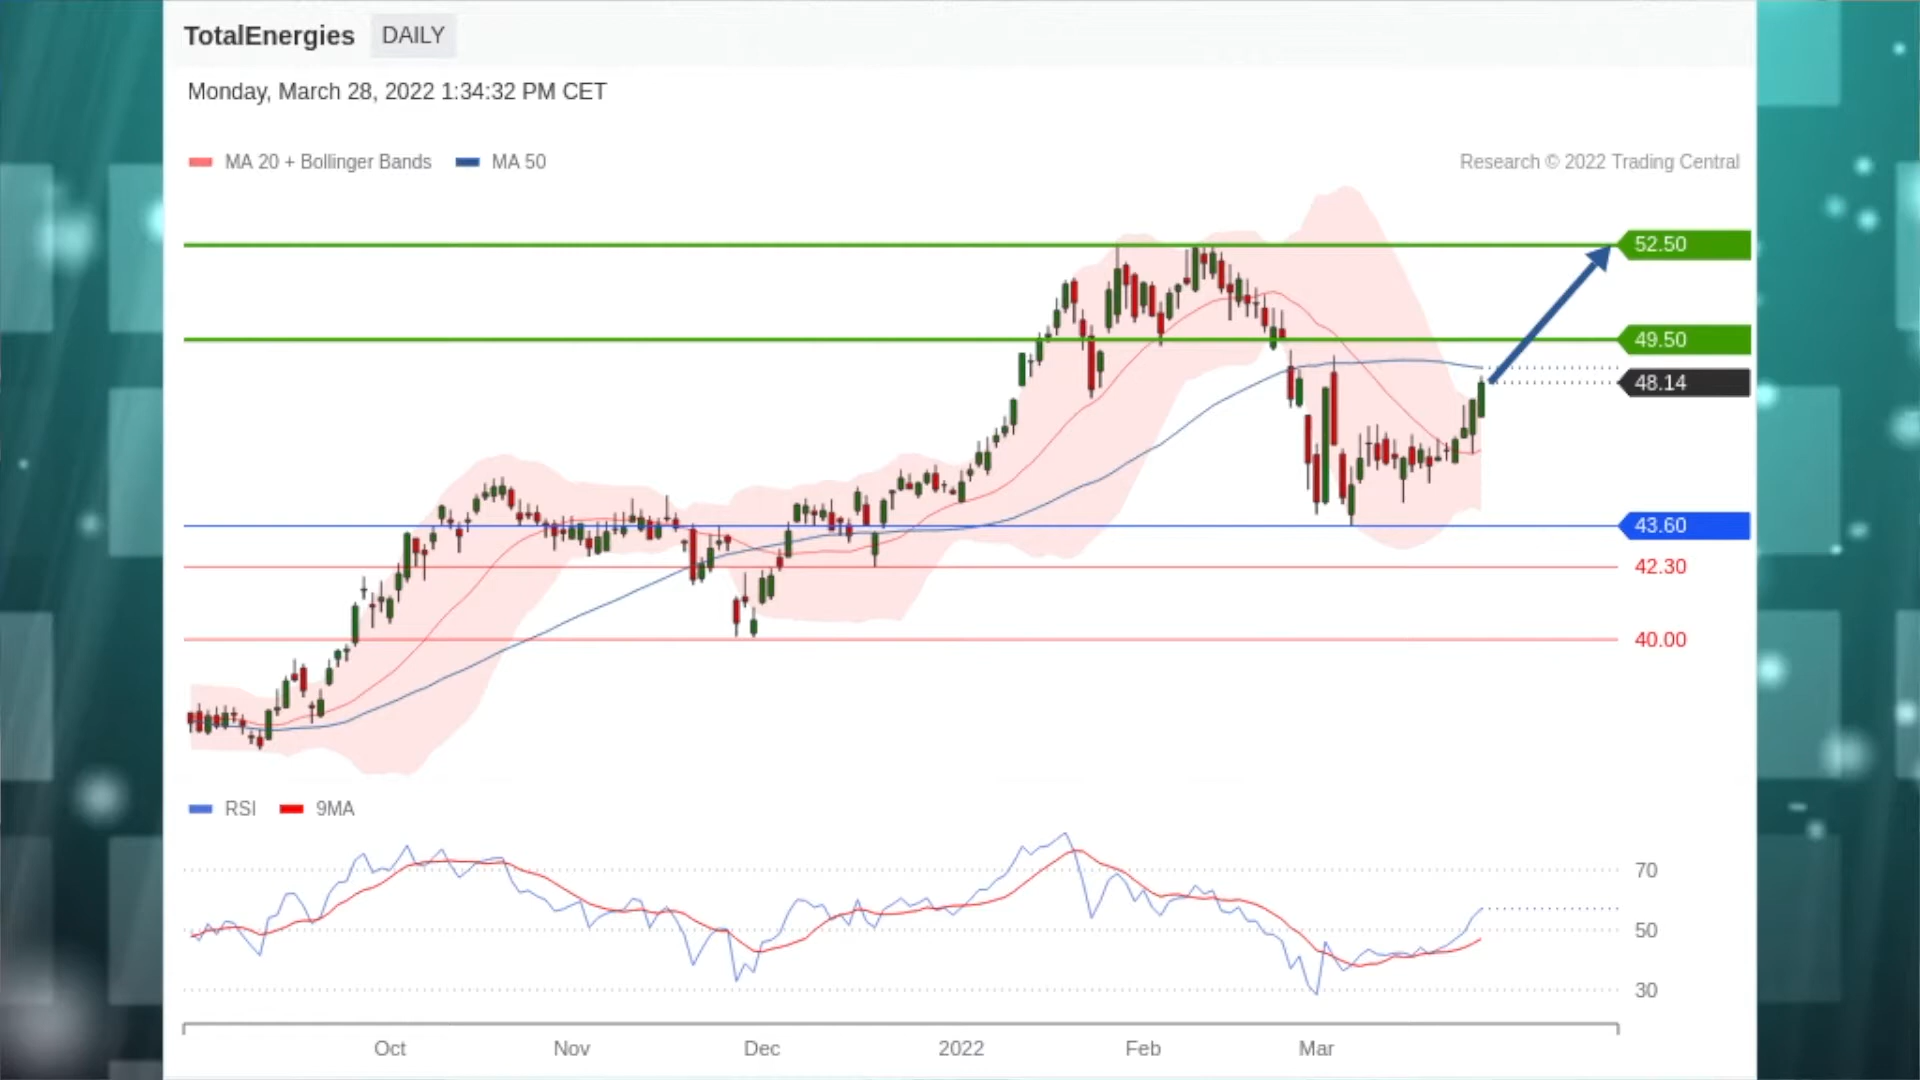 TotalEnergies DAILY
Monday, March 28, 2022 1:34:32 PM CET
MA 20 + Bollinger Bands MA 50
Research © 2022 Trading Central
52.50
49.50
48.14
43.60
42.30
40.00
RSI 9MA
70
50
30
Oct Nov Dec 2022 Feb Mar